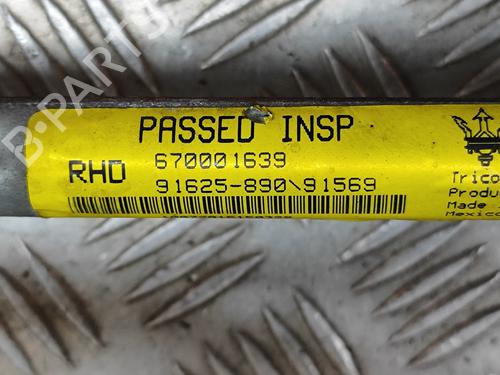 PASSED INSP
RHD
670001639
91625-890\91569
Trico
Produ
Made
Mexico
B-PARTS